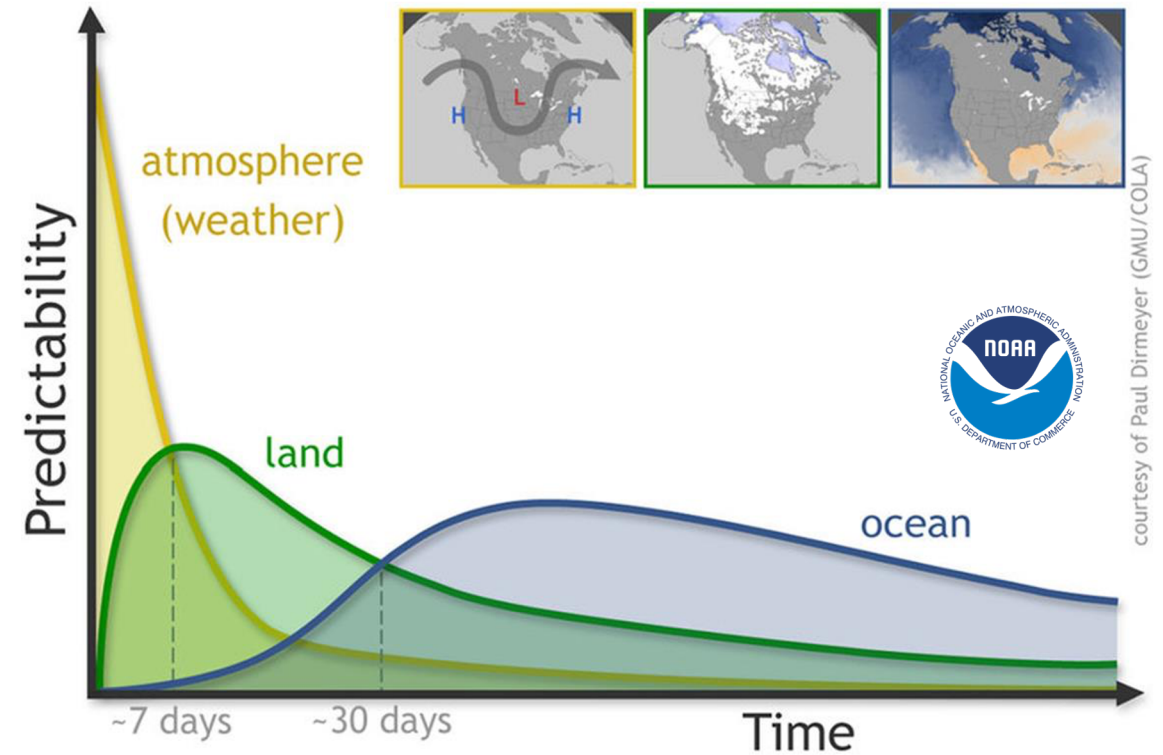 H
L
H
atmosphere
(weather)
land
ocean
Predictability
~7 days
~30 days
Time
NATIONAL OCEANIC AND ATMOSPHERIC ADMINISTRATION
NOAA
U.S. DEPARTMENT OF COMMERCE
courtesy of Paul Dirmeyer (GMU/COLA)